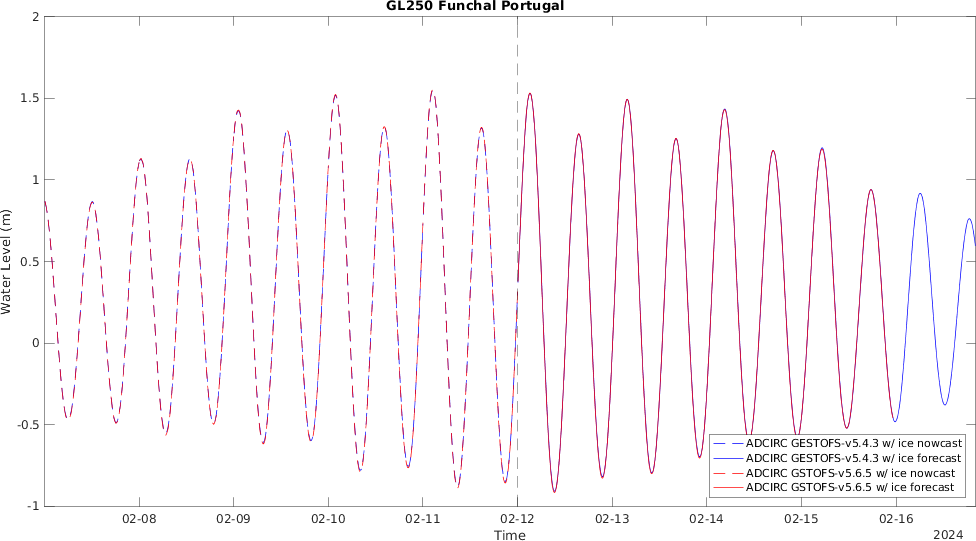 GL250 Funchal Portugal
2
1.5
1
0.5
0
-0.5
-1
Water Level (m)
02-08 02-09 02-10 02-11 02-12 02-13 02-14 02-15 02-16
Time
2024
ADCIRC GESTOFS-v5.4.3 w/ ice nowcast
ADCIRC GESTOFS-v5.4.3 w/ ice forecast
ADCIRC GSTOFS-v5.6.5 w/ ice nowcast
ADCIRC GSTOFS-v5.6.5 w/ ice forecast